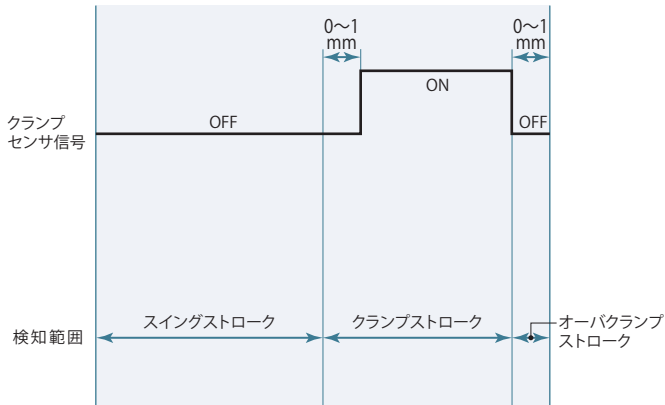 0〜1
mm
0〜1
mm
ON
クランプ
センサ信号
OFF
OFF
検知範囲
スイングストローク
クランプストローク
オーバクランプ
ストローク